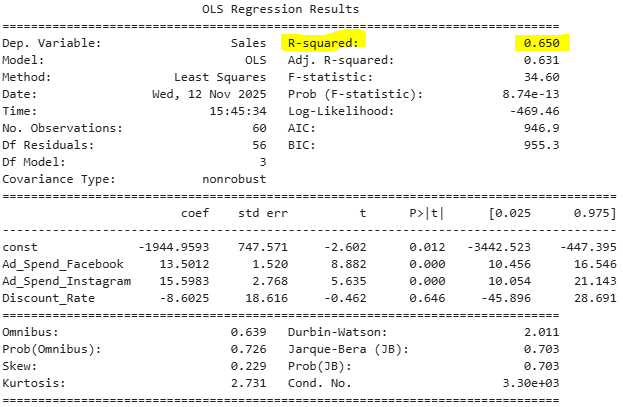 OLS Regression Results
==============================================================================
Dep. Variable: Sales R-squared: 0.650
Model: OLS Adj. R-squared: 0.631
Method: Least Squares F-statistic: 34.60
Date: Wed, 12 Nov 2025 Prob (F-statistic): 8.74e-13
Time: 15:45:34 Log-Likelihood: -469.46
No. Observations: 60 AIC: 946.9
Df Residuals: 56 BIC: 955.3
Df Model: 3
Covariance Type: nonrobust
======================================================================================
coef std err t P>|t| [0.025 0.975]
--------------------------------------------------------------------------------------
const -1944.9593 747.571 -2.602 0.012 -3442.523 -447.395
Ad_Spend_Facebook 13.5012 1.520 8.882 0.000 10.456 16.546
Ad_Spend_Instagram 15.5983 2.768 5.635 0.000 10.054 21.143
Discount_Rate -8.6025 18.616 -0.462 0.646 -45.896 28.691
==============================================================================
Omnibus: 0.639 Durbin-Watson: 2.011
Prob(Omnibus): 0.726 Jarque-Bera (JB): 0.703
Skew: 0.229 Prob(JB): 0.703
Kurtosis: 2.731 Cond. No. 3.30e+03
==============================================================================